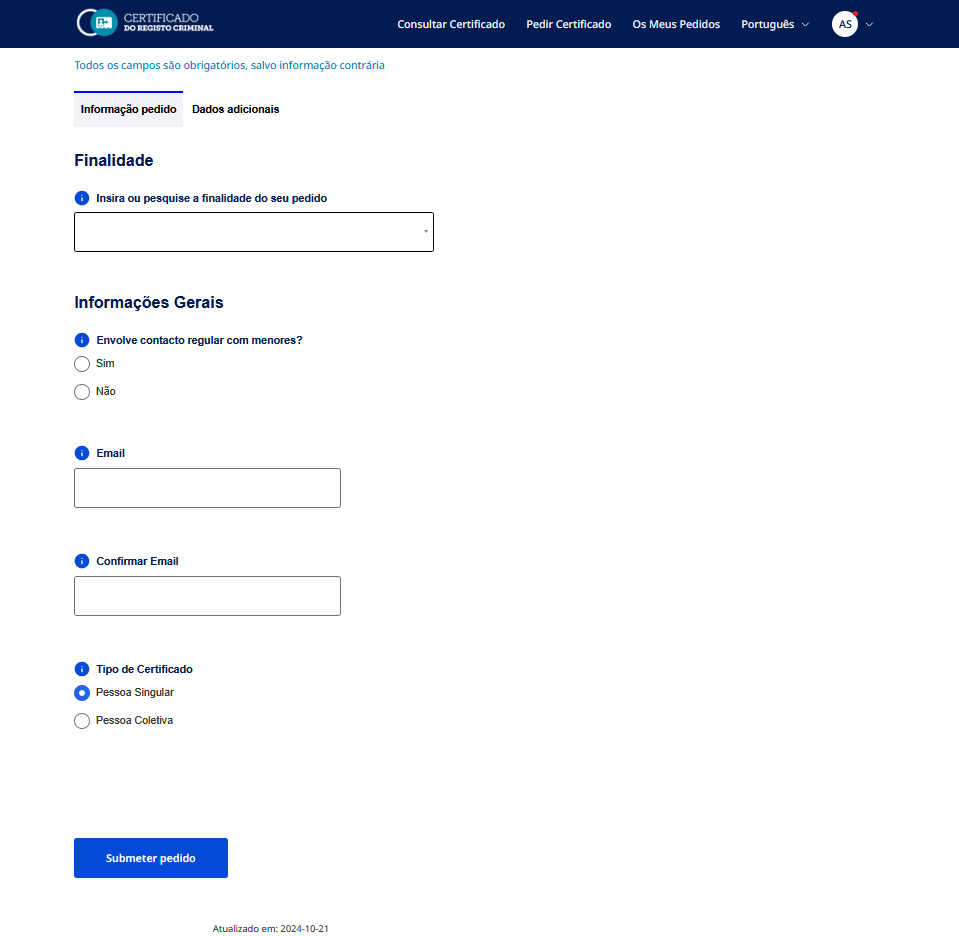 CERTIFICADO
DO REGISTO CRIMINAL
Consultar Certificado Pedir Certificado Os Meus Pedidos Português AS
Todos os campos são obrigatórios, salvo informação contrária
Informação pedido Dados adicionais
Finalidade
Insira ou pesquise a finalidade do seu pedido
Informações Gerais
Envolve contacto regular com menores?
Sim
Não
Email
Confirmar Email
Tipo de Certificado
Pessoa Singular
Pessoa Coletiva
Submeter pedido
Atualizado em: 2024-10-21